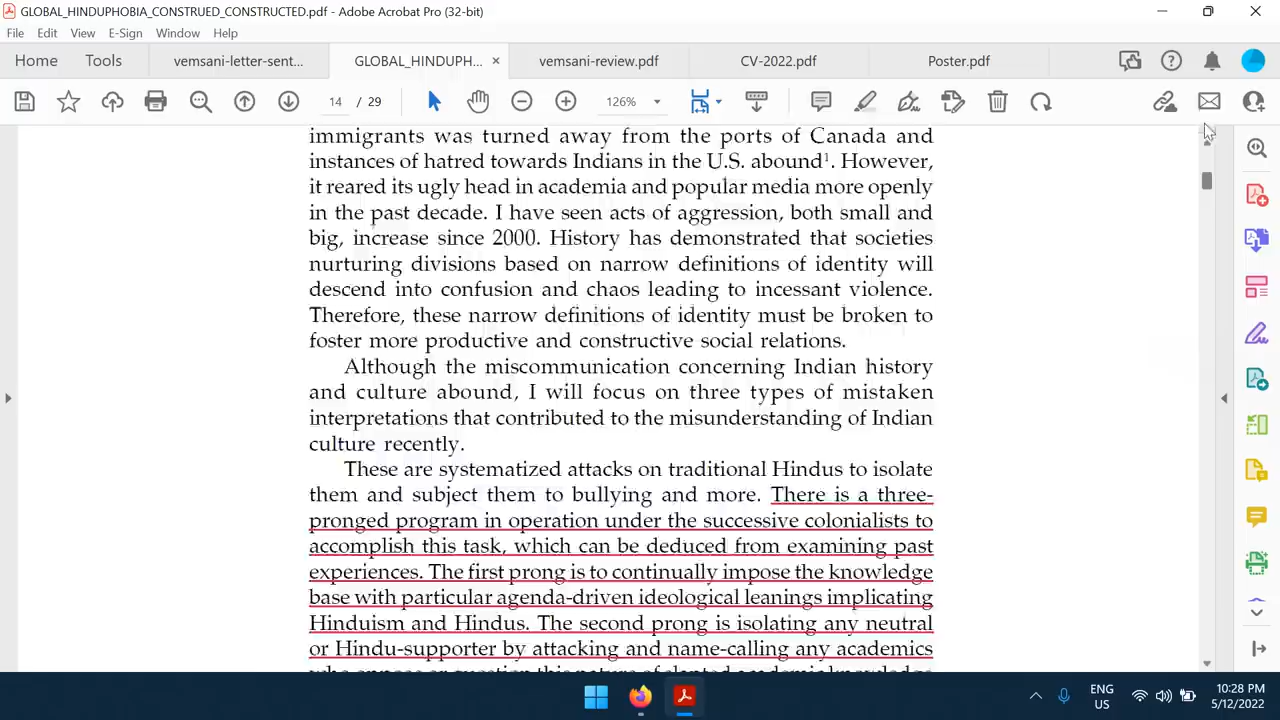 GLOBAL_HINDUPHOBIA_CONSTRUED_CONSTRUCTED.pdf - Adobe Acrobat Pro (32-bit)
File Edit View E-Sign Window Help
Home Tools vemsani-letter-sent... GLOBAL_HINDUPH... × vemsani-review.pdf CV-2022.pdf Poster.pdf
14 / 29 126%
immigrants was turned away from the ports of Canada and
instances of hatred towards Indians in the U.S. abound¹. However,
it reared its ugly head in academia and popular media more openly
in the past decade. I have seen acts of aggression, both small and
big, increase since 2000. History has demonstrated that societies
nurturing divisions based on narrow definitions of identity will
descend into confusion and chaos leading to incessant violence.
Therefore, these narrow definitions of identity must be broken to
foster more productive and constructive social relations.
Although the miscommunication concerning Indian history
and culture abound, I will focus on three types of mistaken
interpretations that contributed to the misunderstanding of Indian
culture recently.
These are systematized attacks on traditional Hindus to isolate
them and subject them to bullying and more. There is a three-
pronged program in operation under the successive colonialists to
accomplish this task, which can be deduced from examining past
experiences. The first prong is to continually impose the knowledge
base with particular agenda-driven ideological leanings implicating
Hinduism and Hindus. The second prong is isolating any neutral
or Hindu-supporter by attacking and name-calling any academics
ENG
US
10:28 PM
5/12/2022